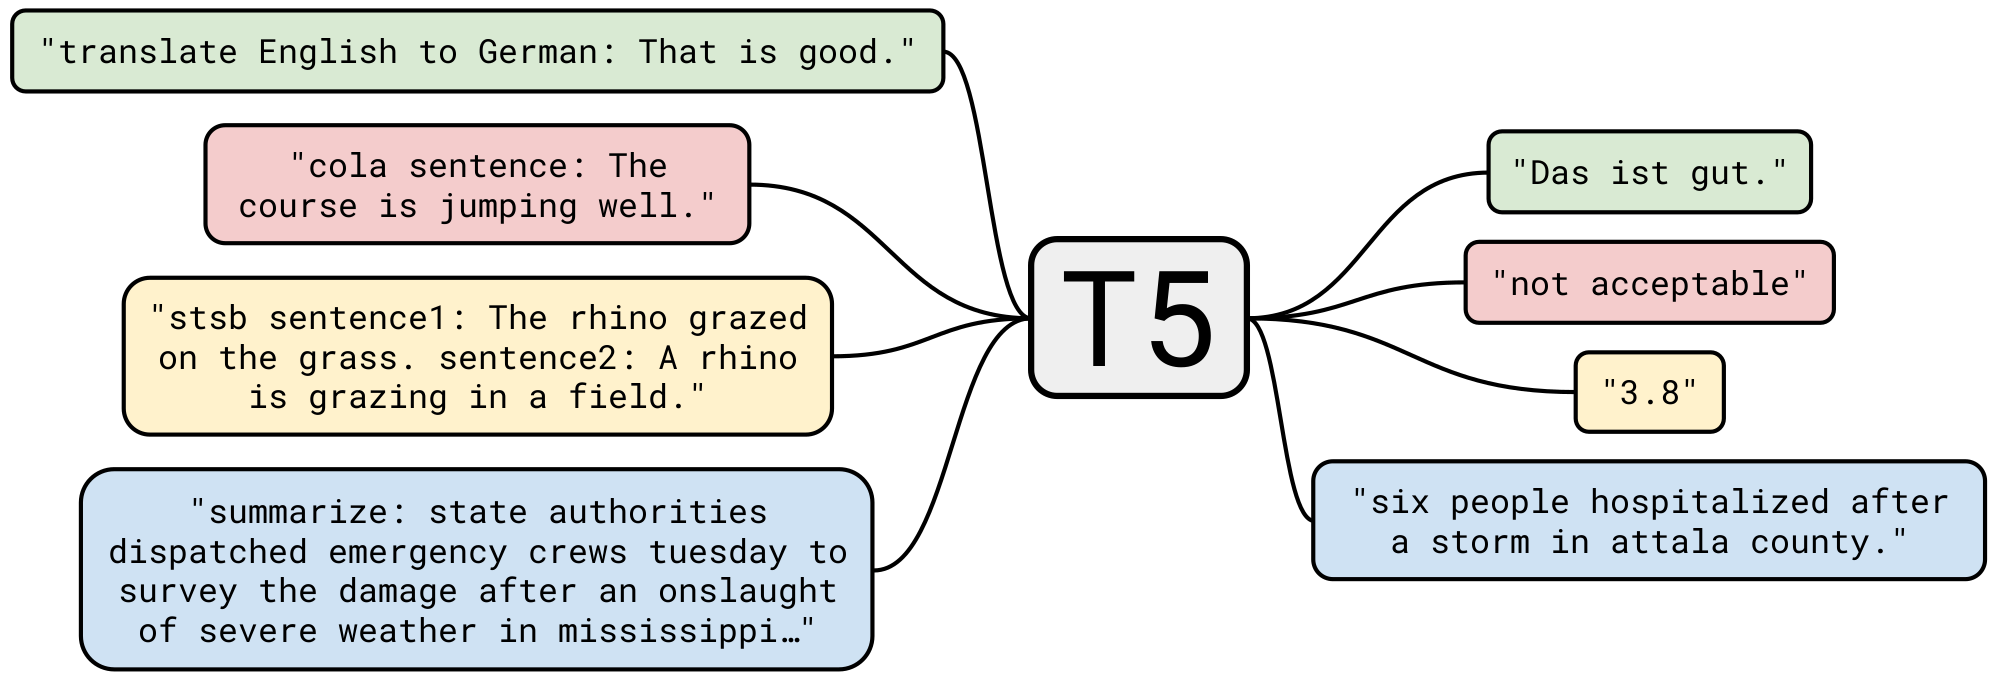 "translate English to German: That is good."
"cola sentence: The
course is jumping well."
"stsb sentence1: The rhino grazed
on the grass. sentence2: A rhino
is grazing in a field."
"summarize: state authorities
dispatched emergency crews tuesday to
survey the damage after an onslaught
of severe weather in mississippi…"
T5
"Das ist gut."
"not acceptable"
"3.8"
"six people hospitalized after
a storm in attala county."